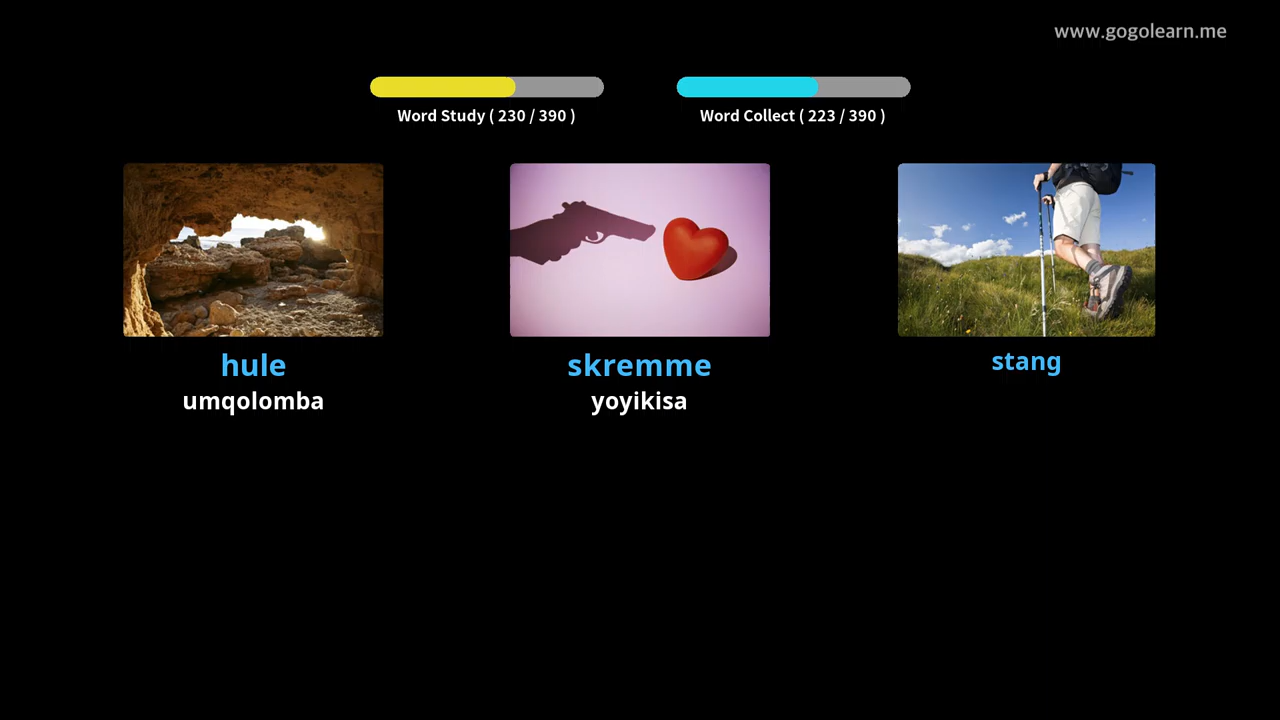 www.gogolearn.me
Word Study ( 230 / 390 )
Word Collect ( 223 / 390 )
hule
umqolomba
skremme
yoyikisa
stang